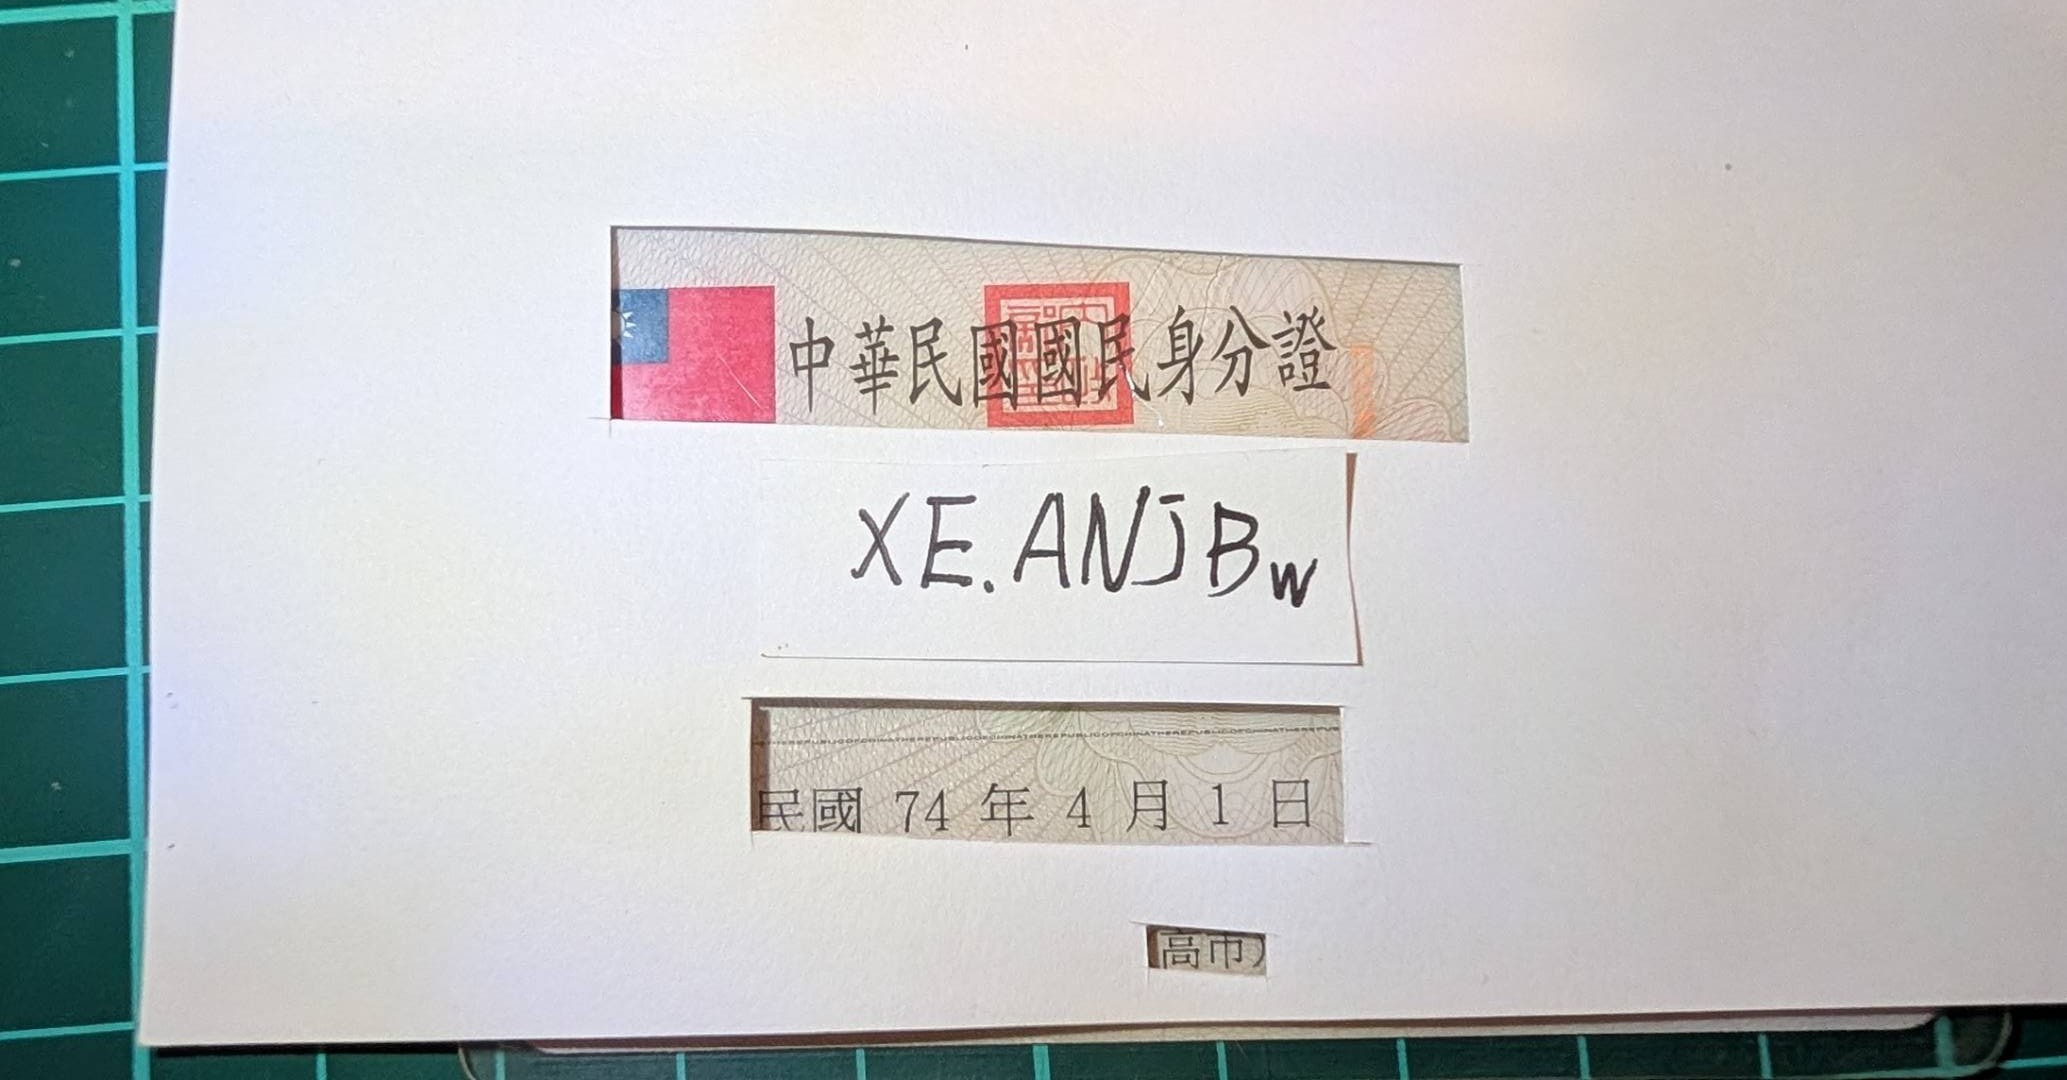 中華民國國民身分證
XE.ANJBw
THEREPUBLICOFCHINATHEREPUBLICOFCHINATHEREPUBLICOFCHINATHEREPUBLICOFCHINATHEREPU
民國 74 年 4 月 1 日
高市)